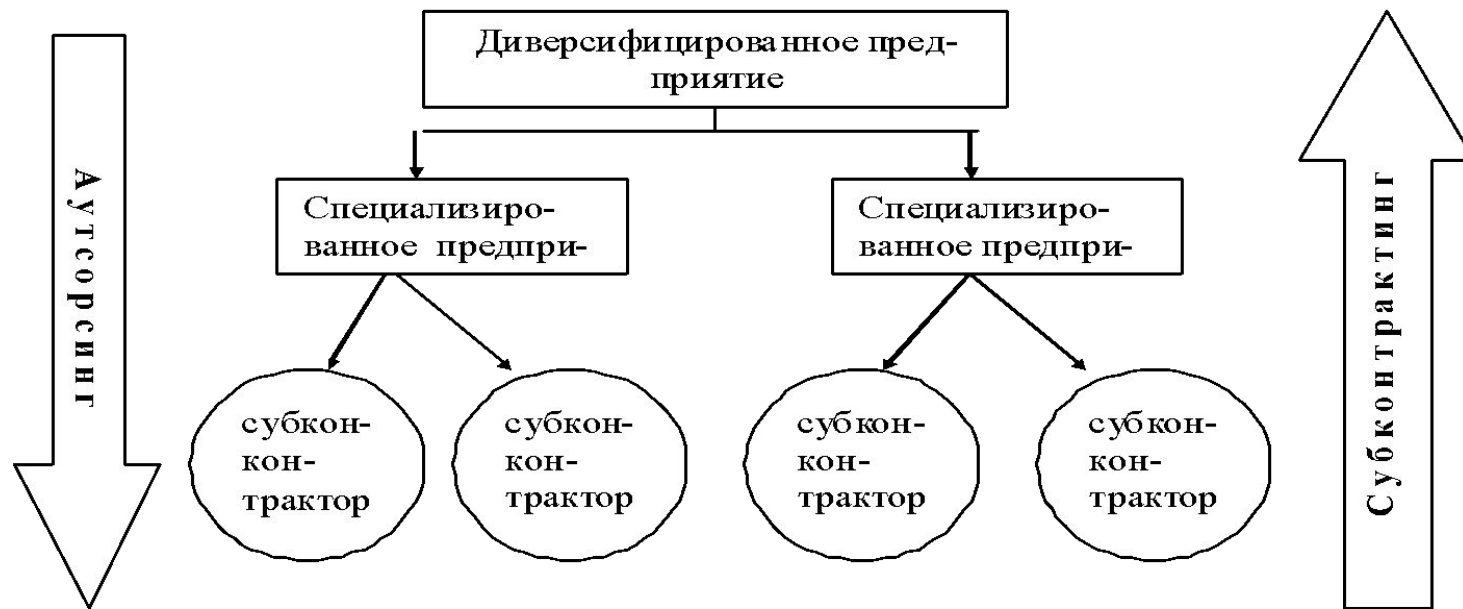 Диверсифицированное пред-
приятие
Аутсорсинг
Специализиро-
ванное предпри-
Специализиро-
ванное предпри-
Субконтрактинг
субкон-
кон-
трактор
субкон-
кон-
трактор
субкон-
кон-
трактор
субкон-
кон-
трактор